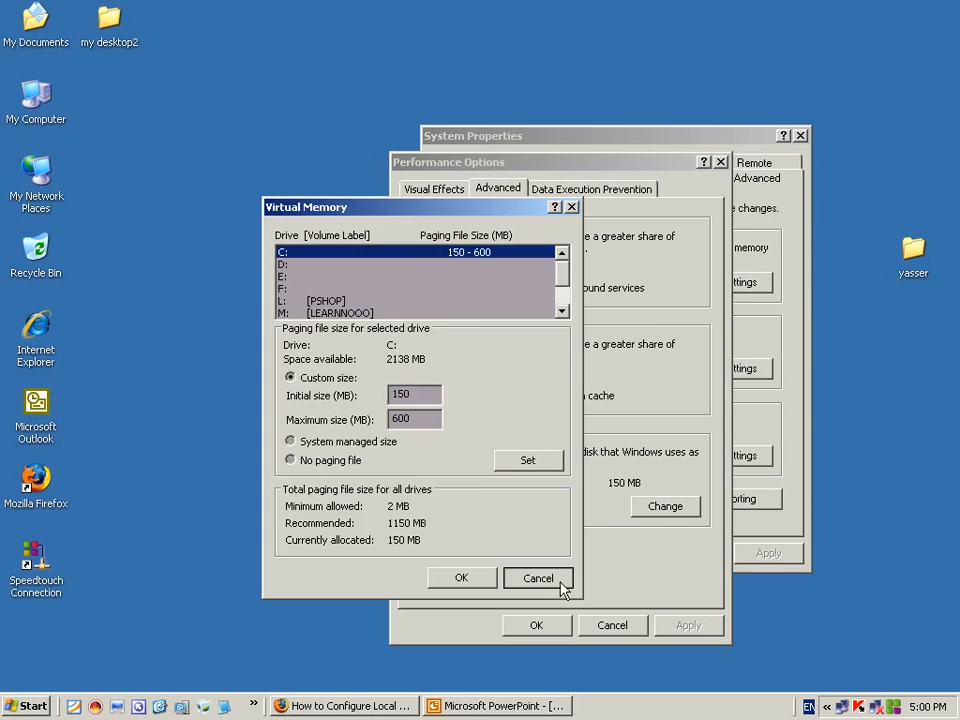 My Documents
my desktop2
My Computer
My Network
Places
Recycle Bin
Internet
Explorer
Microsoft
Outlook
Mozilla Firefox
Speedtouch
Connection
yasser
System Properties
Remote
Advanced
e changes.
memory
ttings
ttings
ttings
orting
Apply
Performance Options
Visual Effects
Advanced
Data Execution Prevention
e a greater share of
ound services
e a greater share of
n cache
disk that Windows uses as
150 MB
Change
OK
Cancel
Apply
Virtual Memory
Drive [Volume Label] Paging File Size (MB)
C: 150 - 600
D:
E:
F:
L: [PSHOP]
M: [LEARNNOOO]
Paging file size for selected drive
Drive: C:
Space available: 2138 MB
Custom size:
Initial size (MB): 150
Maximum size (MB): 600
System managed size
No paging file
Set
Total paging file size for all drives
Minimum allowed: 2 MB
Recommended: 1150 MB
Currently allocated: 150 MB
OK
Cancel
Start
»
How to Configure Local ...
Microsoft PowerPoint - [...
EN
«
5:00 PM